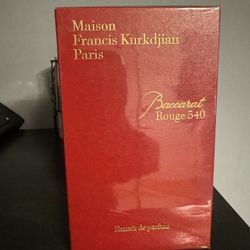 Maison
Francis Kurkdjian
Paris
Baccarat
Rouge 540
Extrait de parfum